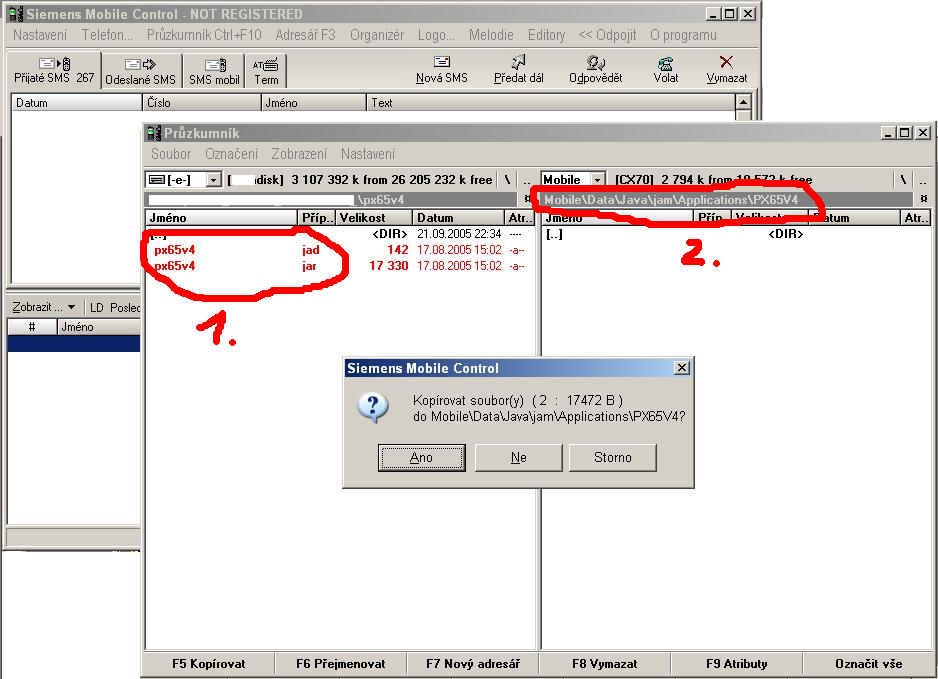 Siemens Mobile Control - NOT REGISTERED
Nastavení Telefon... Průzkumník Ctrl+F10 Adresář F3 Organizér Logo... Melodie Editory << Odpojit O programu
Přijaté SMS 267 Odeslané SMS SMS mobil Term Nová SMS Předat dál Odpovědět Volat Vymazat
Datum Číslo Jméno Text
Průzkumník
Soubor Označení Zobrazení Nastavení
[-e-] [ disk] 3 107 392 k from 26 205 232 k free \ .. Mobile [CX70] 2 794 k from 10 572 k free \ ..
\px65v4 Mobile\Data\Java\jam\Applications\PX65V4
Jméno Příp.. Velikost Datum Atr.. Jméno Příp.. Velikost Datum Atr..
[..] <DIR> 21.09.2005 22:34 ---- [..] <DIR>
px65v4 jad 142 17.08.2005 15:02 -a--
px65v4 jar 17 330 17.08.2005 15:02 -a--
2.
1.
Zobrazit ... LD Posled
# Jméno
Siemens Mobile Control
Kopírovat soubor(y) ( 2 : 17472 B )
do Mobile\Data\Java\jam\Applications\PX65V4?
Ano Ne Storno
F5 Kopírovat F6 Přejmenovat F7 Nový adresář F8 Vymazat F9 Atributy Označit vše